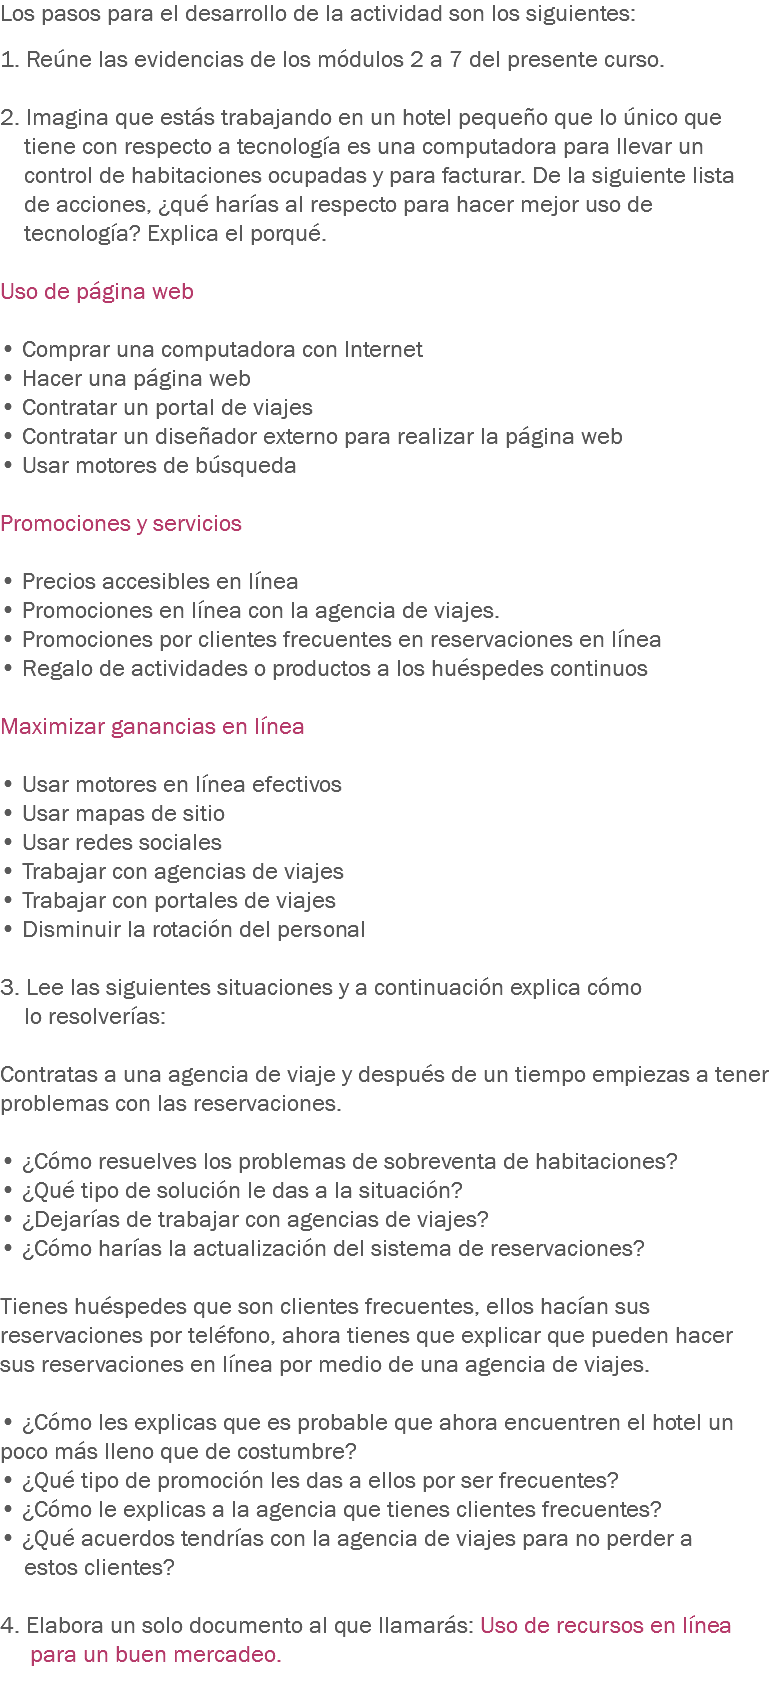 Los pasos para el desarrollo de la actividad son los siguientes:
1. Reúne las evidencias de los módulos 2 a 7 del presente curso.
2. Imagina que estás trabajando en un hotel pequeño que lo único que
tiene con respecto a tecnología es una computadora para llevar un
control de habitaciones ocupadas y para facturar. De la siguiente lista
de acciones, ¿qué harías al respecto para hacer mejor uso de
tecnología? Explica el porqué.
Uso de página web
• Comprar una computadora con Internet
• Hacer una página web
• Contratar un portal de viajes
• Contratar un diseñador externo para realizar la página web
• Usar motores de búsqueda
Promociones y servicios
• Precios accesibles en línea
• Promociones en línea con la agencia de viajes.
• Promociones por clientes frecuentes en reservaciones en línea
• Regalo de actividades o productos a los huéspedes continuos
Maximizar ganancias en línea
• Usar motores en línea efectivos
• Usar mapas de sitio
• Usar redes sociales
• Trabajar con agencias de viajes
• Trabajar con portales de viajes
• Disminuir la rotación del personal
3. Lee las siguientes situaciones y a continuación explica cómo
lo resolverías:
Contratas a una agencia de viaje y después de un tiempo empiezas a tener
problemas con las reservaciones.
• ¿Cómo resuelves los problemas de sobreventa de habitaciones?
• ¿Qué tipo de solución le das a la situación?
• ¿Dejarías de trabajar con agencias de viajes?
• ¿Cómo harías la actualización del sistema de reservaciones?
Tienes huéspedes que son clientes frecuentes, ellos hacían sus
reservaciones por teléfono, ahora tienes que explicar que pueden hacer
sus reservaciones en línea por medio de una agencia de viajes.
• ¿Cómo les explicas que es probable que ahora encuentren el hotel un
poco más lleno que de costumbre?
• ¿Qué tipo de promoción les das a ellos por ser frecuentes?
• ¿Cómo le explicas a la agencia que tienes clientes frecuentes?
• ¿Qué acuerdos tendrías con la agencia de viajes para no perder a
estos clientes?
4. Elabora un solo documento al que llamarás: Uso de recursos en línea
para un buen mercadeo.